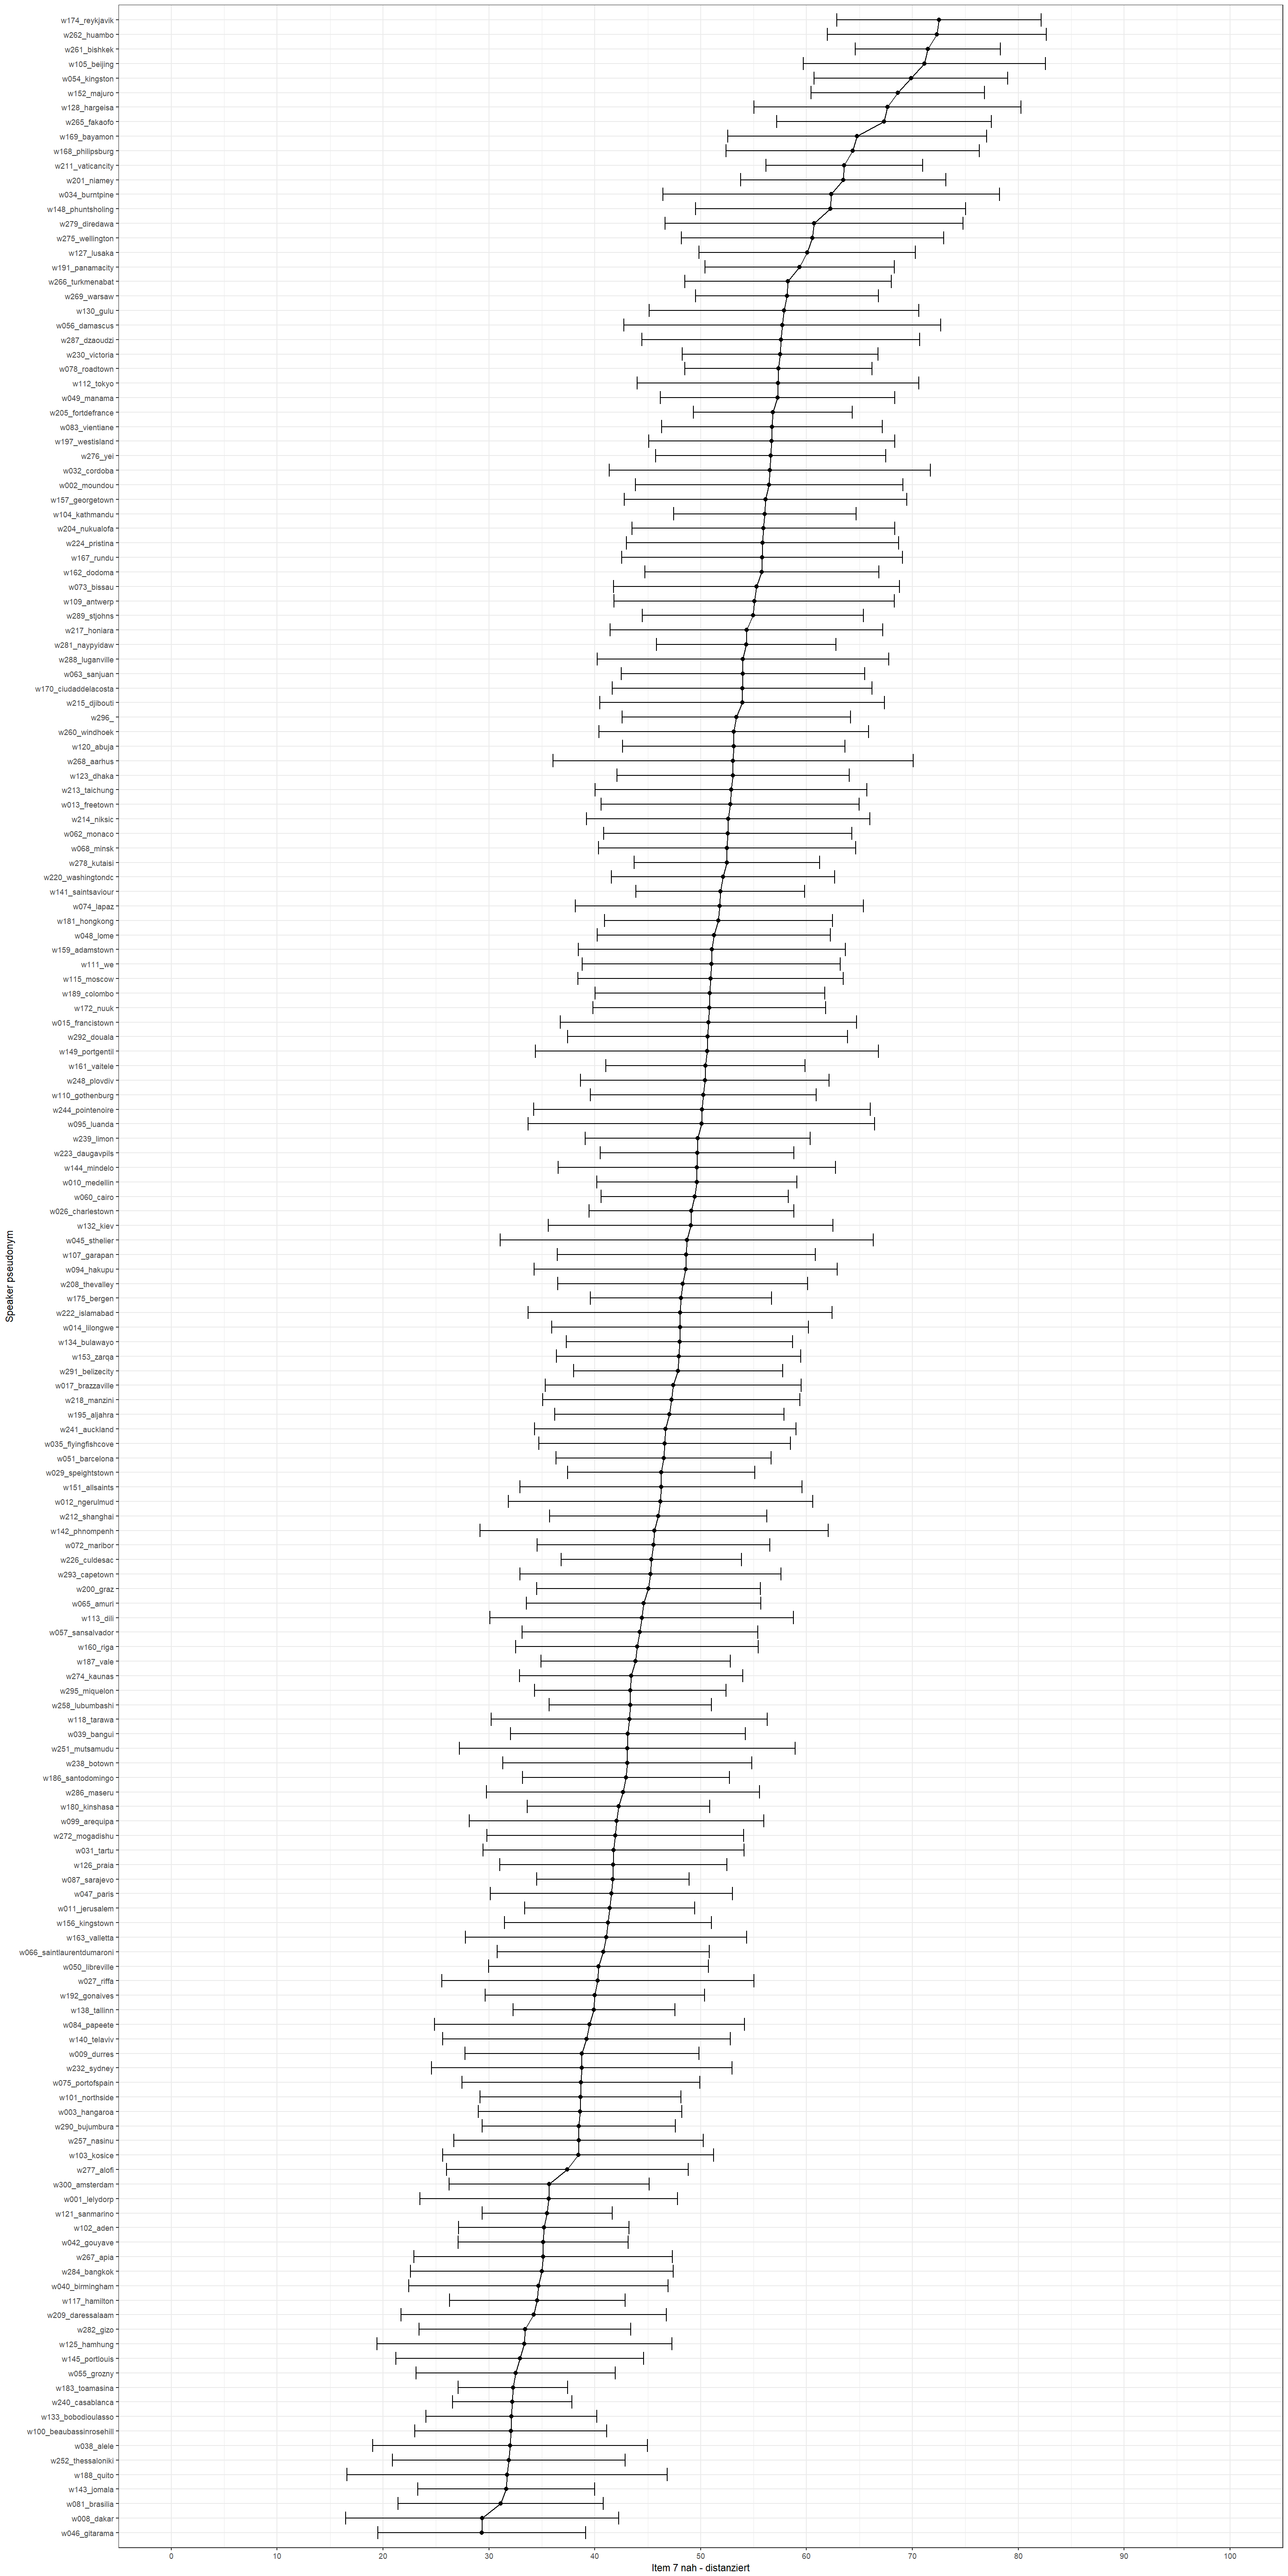 w174_reykjavik
w262_huambo
w261_bishkek
w105_beijing
w054_kingston
w152_majuro
w128_hargeisa
w265_fakaofo
w169_bayamon
w168_philipsburg
w211_vaticancity
w201_niamey
w034_burntpine
w148_phuntsholing
w279_diredawa
w275_wellington
w127_lusaka
w191_panamacity
w266_turkmenabat
w269_warsaw
w130_gulu
w056_damascus
w287_dzaoudzi
w230_victoria
w078_roadtown
w112_tokyo
w049_manama
w205_fortdefrance
w083_vientiane
w197_westisland
w276_yei
w032_cordoba
w002_moundou
w157_georgetown
w104_kathmandu
w204_nukualofa
w224_pristina
w167_rundu
w162_dodoma
w073_bissau
w109_antwerp
w289_stjohns
w217_honiara
w281_naypyidaw
w288_luganville
w063_sanjuan
w170_ciudaddelacosta
w215_djibouti
w296_
w260_windhoek
w120_abuja
w268_aarhus
w123_dhaka
w213_taichung
w013_freetown
w214_niksic
w062_monaco
w068_minsk
w278_kutaisi
w220_washingtondc
w141_saintsaviour
w074_lapaz
w181_hongkong
w048_lome
w159_adamstown
w111_we
w115_moscow
w189_colombo
w172_nuuk
w015_francistown
w292_douala
w149_portgentil
w161_vaitele
w248_plovdiv
w110_gothenburg
w244_pointenoire
w095_luanda
w239_limon
w223_daugavpils
w144_mindelo
w010_medellin
w060_cairo
w026_charlestown
w132_kiev
w045_sthelier
w107_garapan
w094_hakupu
w208_thevalley
w175_bergen
w222_islamabad
w014_lilongwe
w134_bulawayo
w153_zarqa
w291_belizecity
w017_brazzaville
w218_manzini
w195_aljahra
w241_auckland
w035_flyingfishcove
w051_barcelona
w029_speightstown
w151_allsaints
w012_ngerulmud
w212_shanghai
w142_phnompenh
w072_maribor
w226_culdesac
w293_capetown
w200_graz
w065_amuri
w113_dili
w057_sansalvador
w160_riga
w187_vale
w274_kaunas
w295_miquelon
w258_lubumbashi
w118_tarawa
w039_bangui
w251_mutsamudu
w238_botown
w186_santodomingo
w286_maseru
w180_kinshasa
w099_arequipa
w272_mogadishu
w031_tartu
w126_praia
w087_sarajevo
w047_paris
w011_jerusalem
w156_kingstown
w163_valletta
w066_saintlaurentdumaroni
w050_libreville
w027_riffa
w192_gonaives
w138_tallinn
w084_papeete
w140_telaviv
w009_durres
w232_sydney
w075_portofspain
w101_northside
w003_hangaroa
w290_bujumbura
w257_nasinu
w103_kosice
w277_alofi
w300_amsterdam
w001_lelydorp
w121_sanmarino
w102_aden
w042_gouyave
w267_apia
w284_bangkok
w040_birmingham
w117_hamilton
w209_daressalaam
w282_gizo
w125_hamhung
w145_portlouis
w055_grozny
w183_toamasina
w240_casablanca
w133_bobodioulasso
w100_beaubassinrosehill
w038_alele
w252_thessaloniki
w188_quito
w143_jomala
w081_brasilia
w008_dakar
w046_gitarama
Speaker pseudonym
0 10 20 30 40 50 60 70 80 90 100
Item 7 nah - distanziert